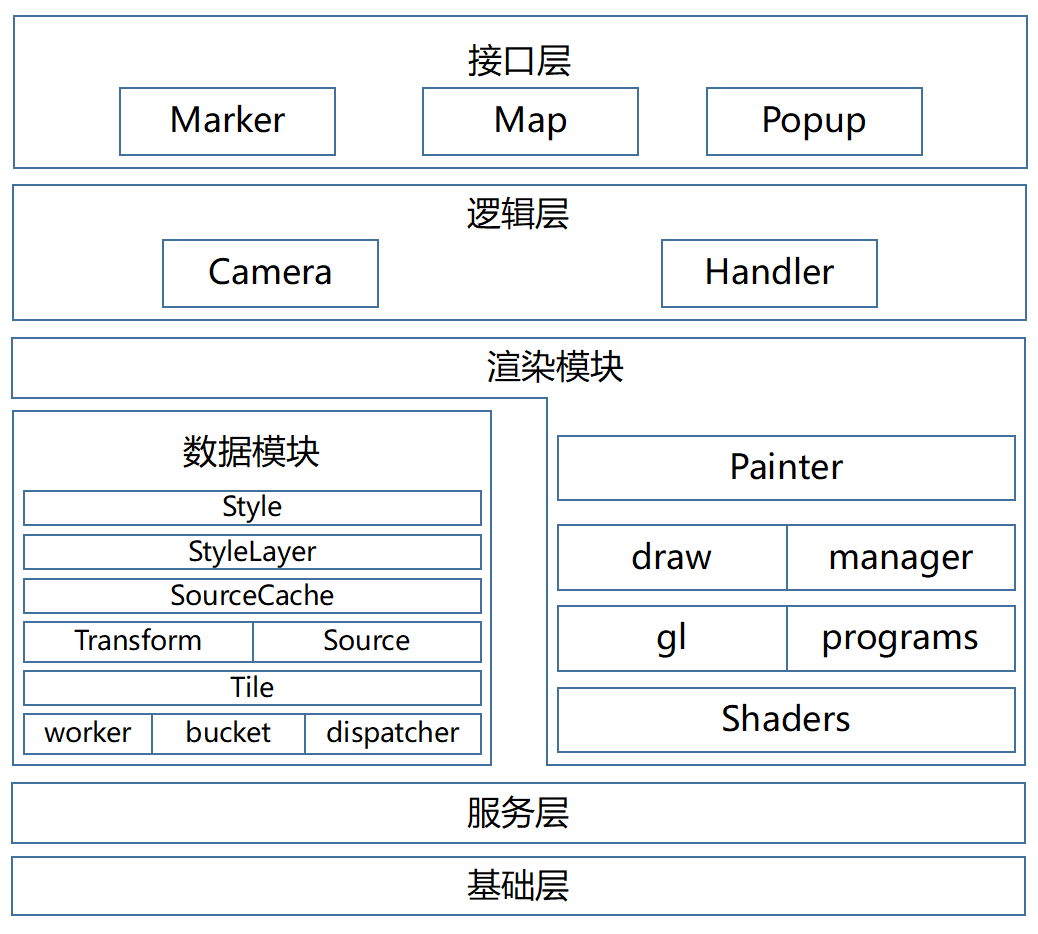 接口层
Marker
Map
Popup
逻辑层
Camera
Handler
渲染模块
数据模块
Style
StyleLayer
SourceCache
Transform
Source
Tile
worker
bucket
dispatcher
Painter
draw
manager
gl
programs
Shaders
服务层
基础层